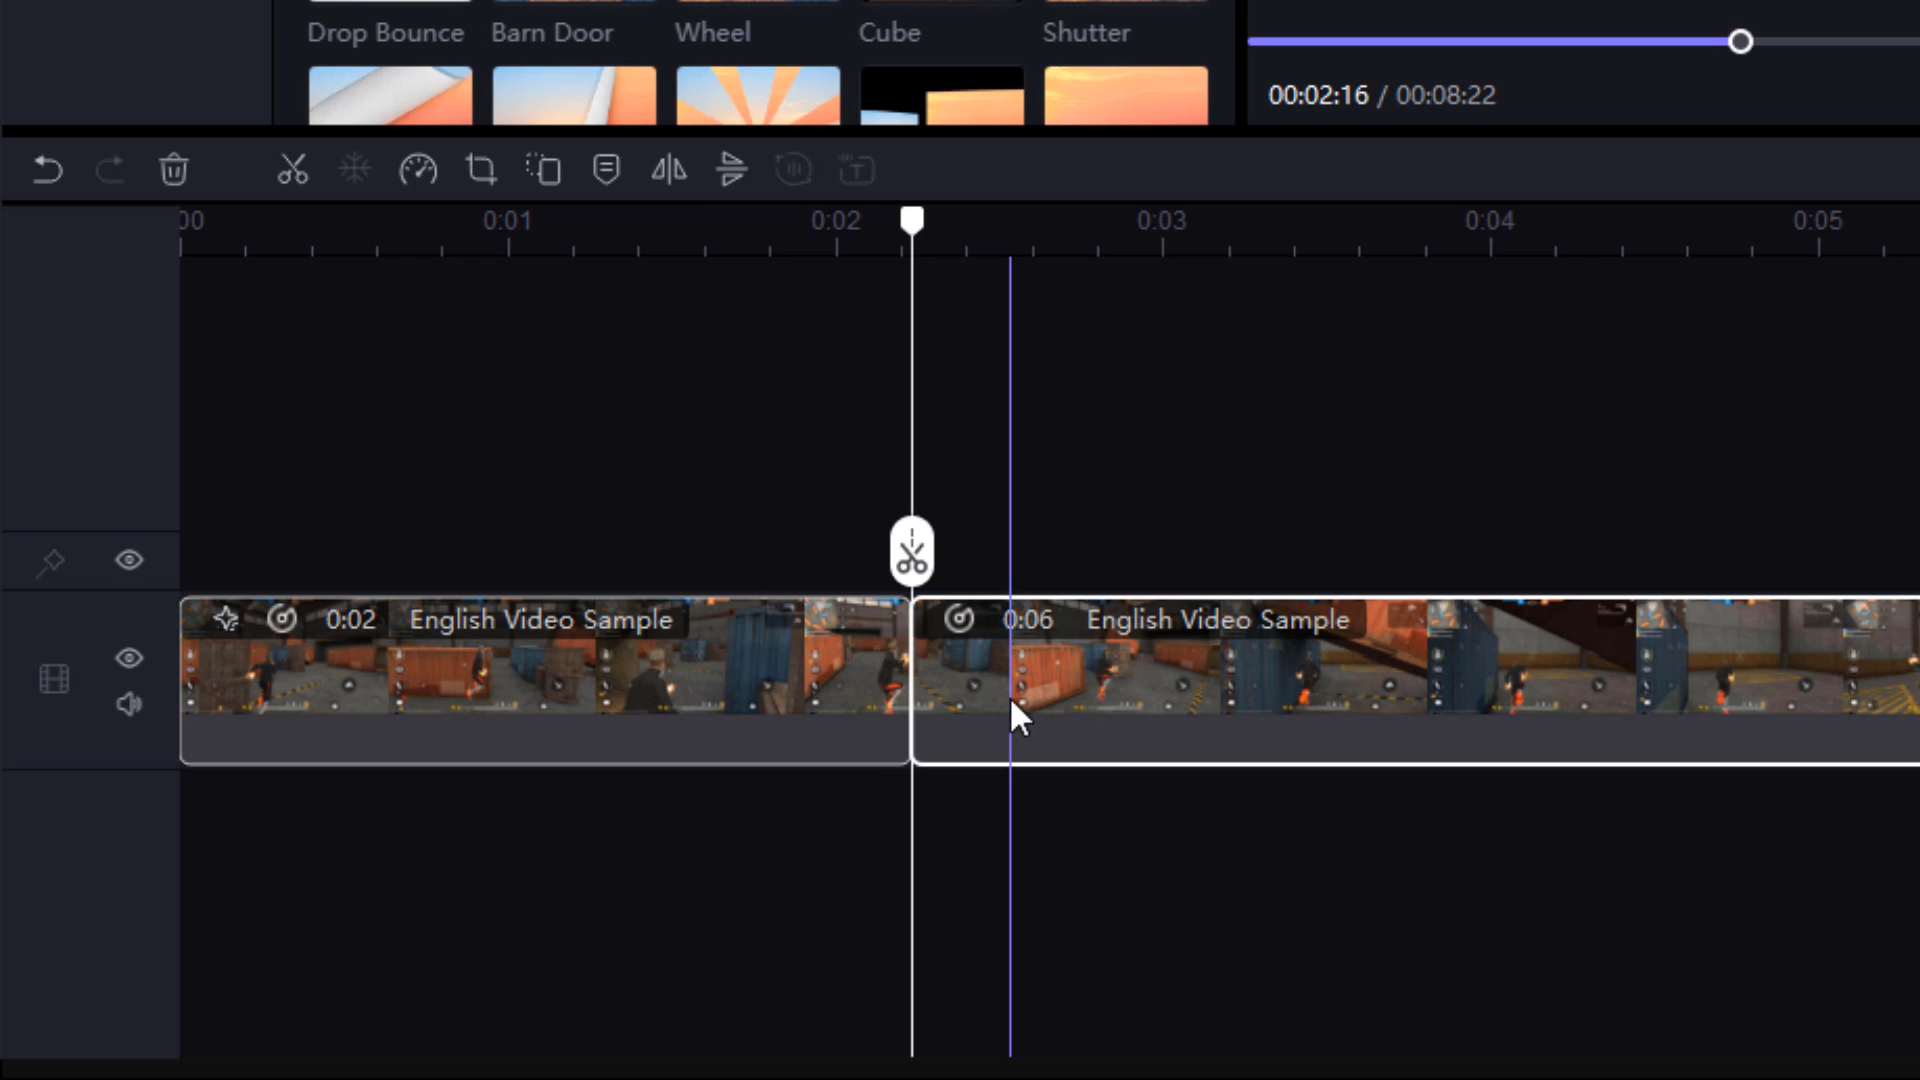 Drop Bounce Barn Door Wheel Cube Shutter
00:02:16 / 00:08:22
00 0:01 0:02 0:03 0:04 0:05
0:02 English Video Sample
0:06 English Video Sample